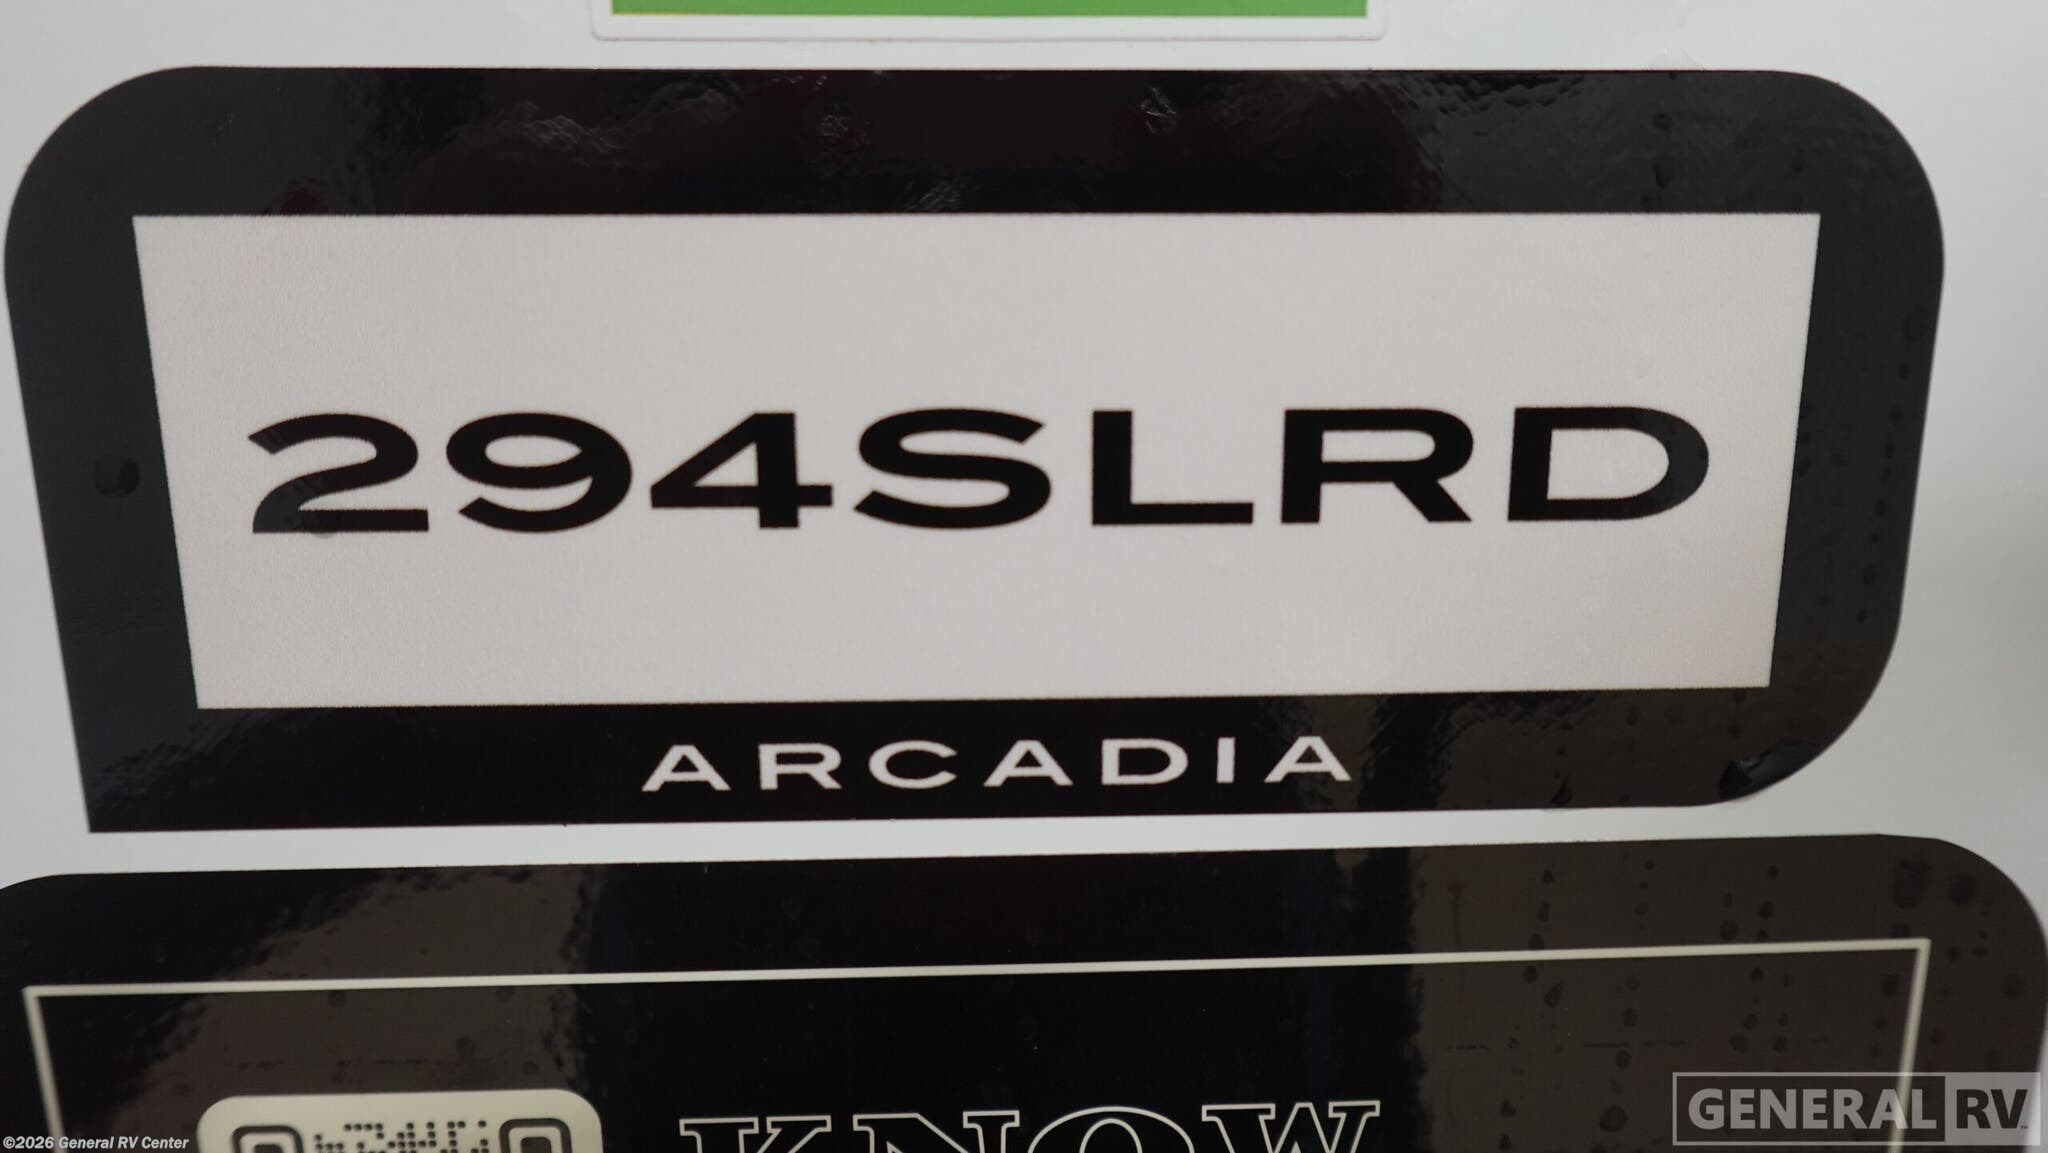 294SLRD
ARCADIA
KNOW
©2026 General RV Center
GENERAL RV